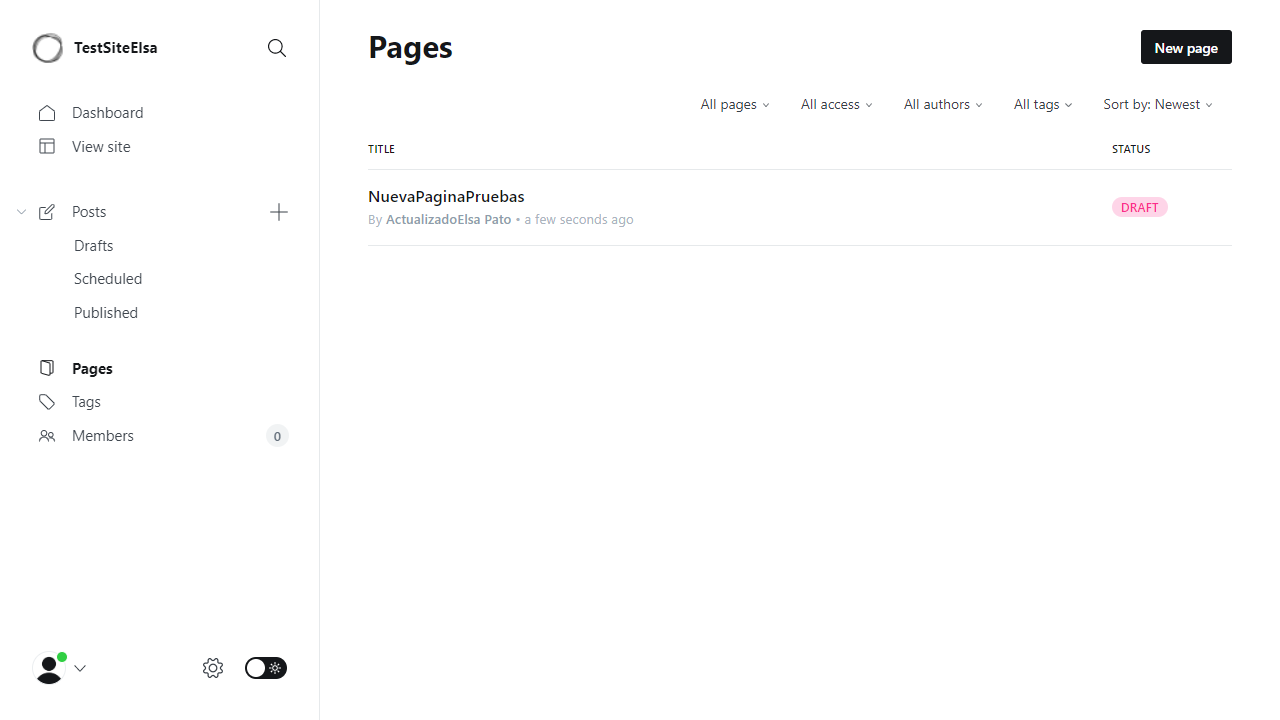 TestSiteElsa
Dashboard
View site
Posts
Drafts
Scheduled
Published
Pages
Tags
Members 0
Pages
New page
All pages All access All authors All tags Sort by: Newest
TITLE STATUS
NuevaPaginaPruebas
By ActualizadoElsa Pato • a few seconds ago
DRAFT